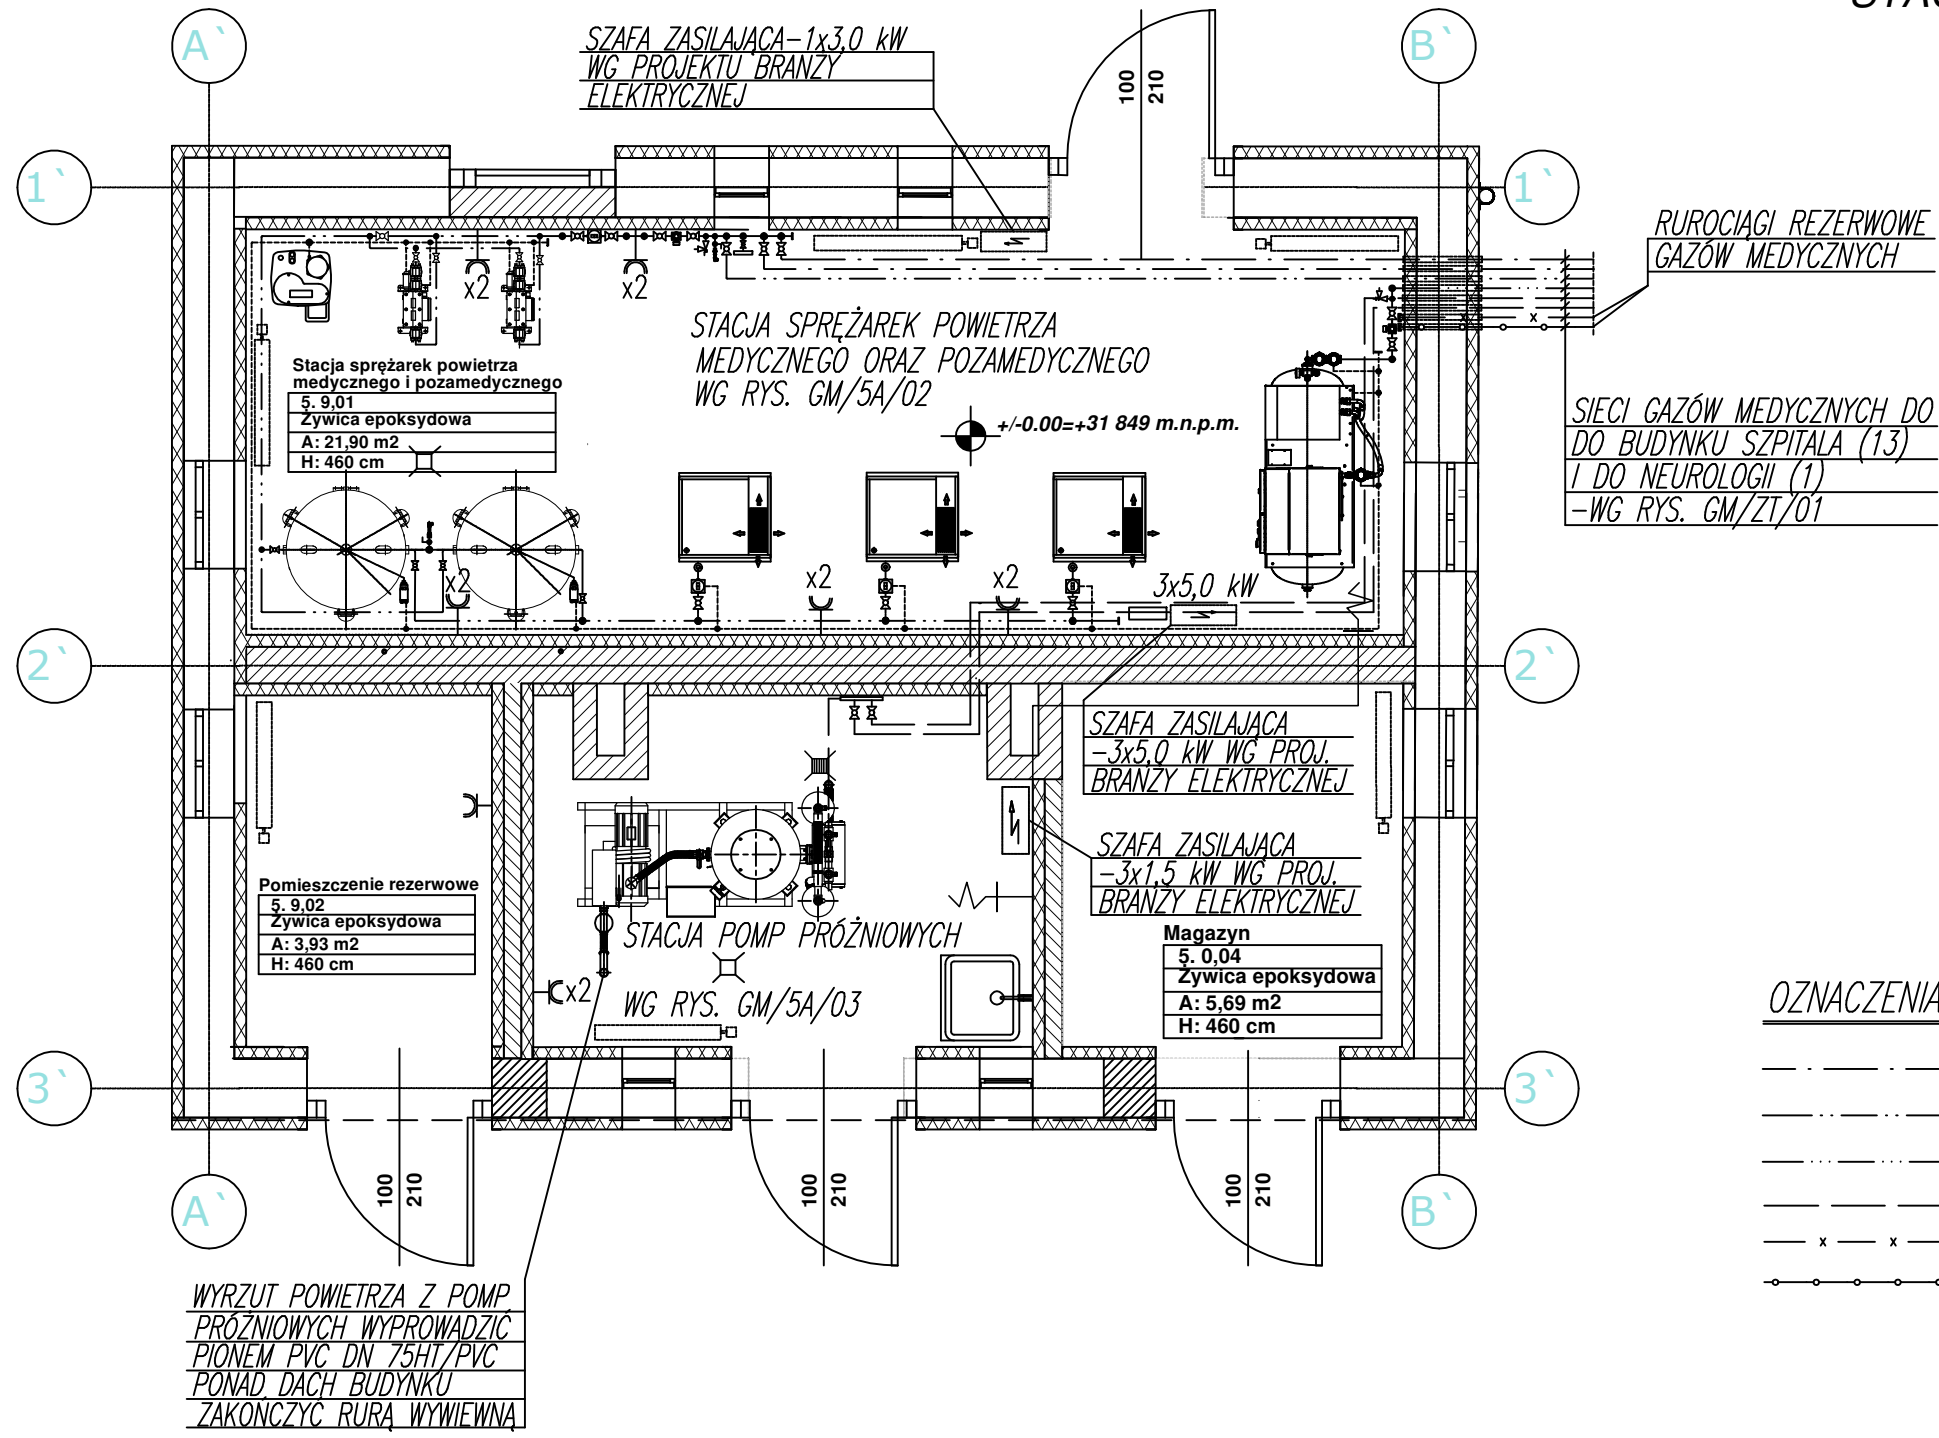 A`
B`
SZAFA ZASILAJĄCA-1x3,0 kW
WG PROJEKTU BRANŻY
ELEKTRYCZNEJ
100
210
1`
1`
RUROCIĄGI REZERWOWE
GAZÓW MEDYCZNYCH
x2
x2
STACJA SPRĘŻAREK POWIETRZA
MEDYCZNEGO ORAZ POZAMEDYCZNEGO
WG RYS. GM/5A/02
Stacja sprężarek powietrza
medycznego i pozamedycznego
5. 9,01
Żywica epoksydowa
A: 21,90 m2
H: 460 cm
+/-0.00=+31 849 m.n.p.m.
SIECI GAZÓW MEDYCZNYCH DO
DO BUDYNKU SZPITALA (13)
I DO NEUROLOGII (1)
-WG RYS. GM/ZT/01
x2
x2
x2
3x5,0 kW
2`
2`
SZAFA ZASILAJĄCA
-3x5,0 kW WG PROJ.
BRANŻY ELEKTRYCZNEJ
SZAFA ZASILAJĄCA
-3x1,5 kW WG PROJ.
BRANŻY ELEKTRYCZNEJ
Pomieszczenie rezerwowe
5. 9,02
Żywica epoksydowa
A: 3,93 m2
H: 460 cm
STACJA POMP PRÓŻNIOWYCH
x2
WG RYS. GM/5A/03
Magazyn
5. 0,04
Żywica epoksydowa
A: 5,69 m2
H: 460 cm
OZNACZENIA
3`
3`
100
210
100
210
100
210
A`
B`
WYRZUT POWIETRZA Z POMP
PRÓŻNIOWYCH WYPROWADZIĆ
PIONEM PVC DN 75HT/PVC
PONAD DACH BUDYNKU
ZAKOŃCZYĆ RURĄ WYWIEWNĄ